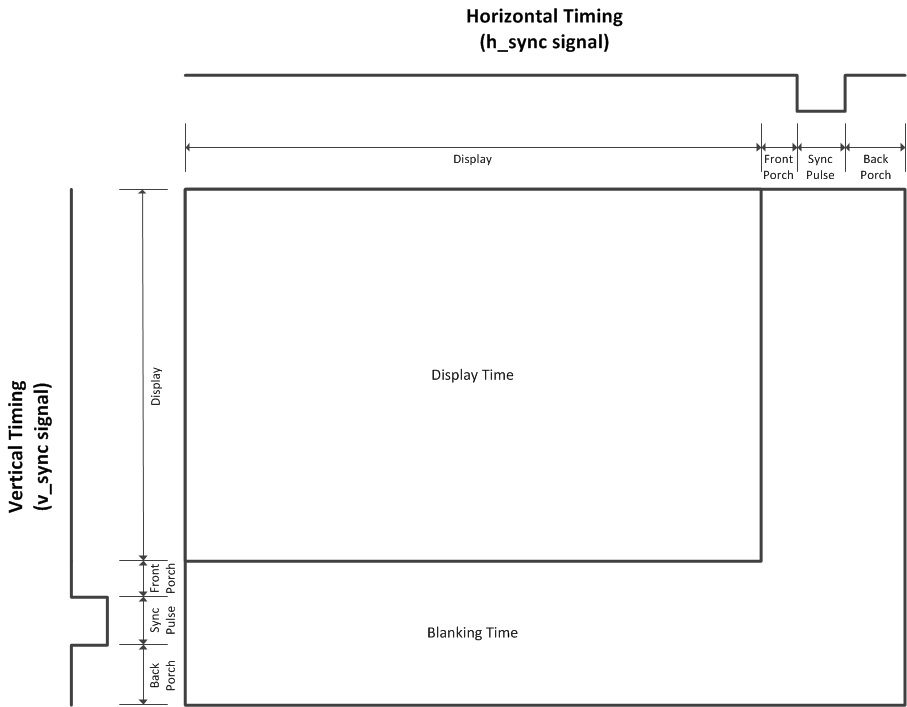 Horizontal Timing
(h_sync signal)
Display
Front
Porch
Sync
Pulse
Back
Porch
Vertical Timing
(v_sync signal)
Display
Front
Porch
Sync
Pulse
Back
Porch
Display Time
Blanking Time